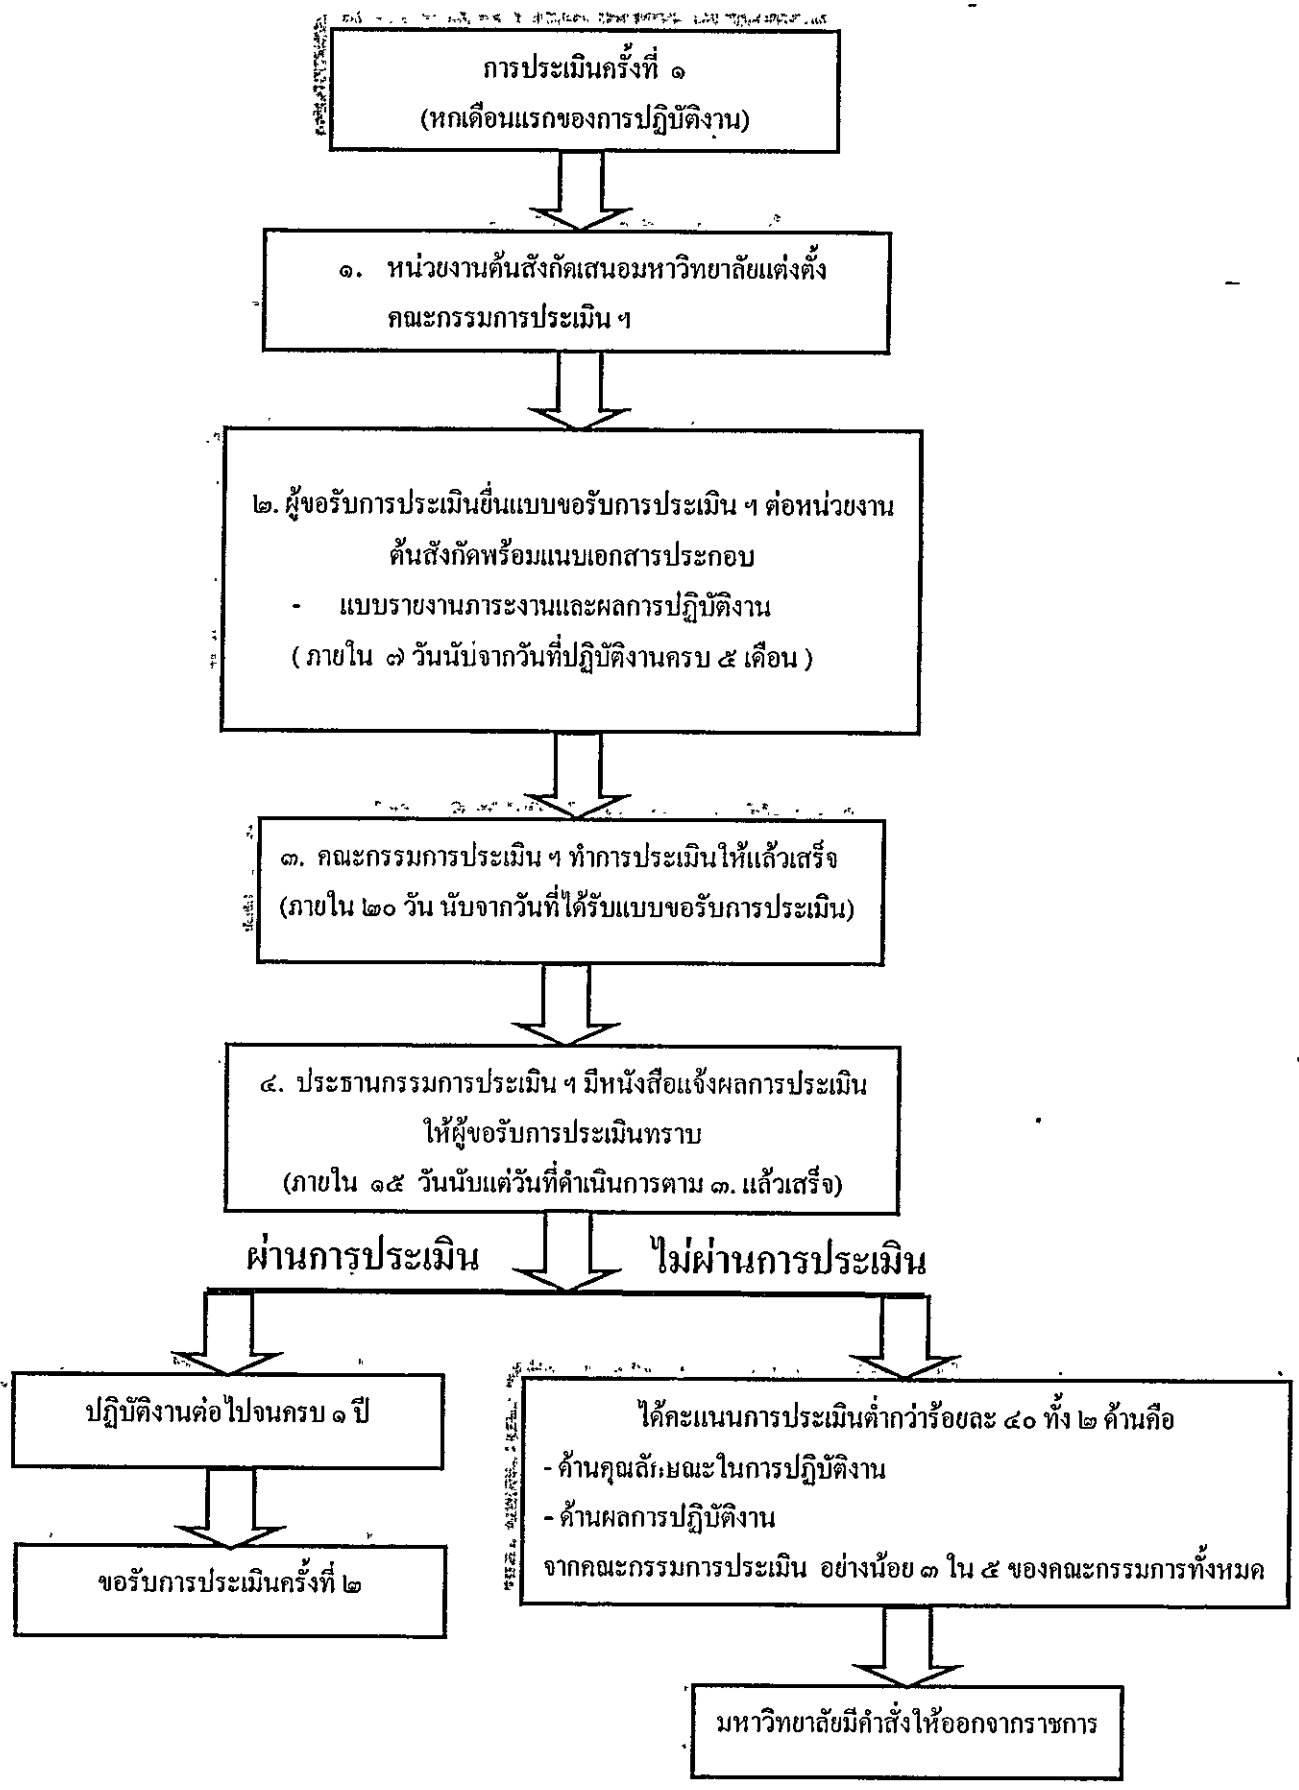 การประเมินครั้งที่ ๑
(หกเดือนแรกของการปฏิบัติงาน)
๑. หน่วยงานต้นสังกัดเสนอมหาวิทยาลัยแต่งตั้ง
คณะกรรมการประเมิน ฯ
๒. ผู้ขอรับการประเมินยื่นแบบขอรับการประเมิน ฯ ต่อหน่วยงาน
ต้นสังกัดพร้อมแนบเอกสารประกอบ
- แบบรายงานภาระงานและผลการปฏิบัติงาน
( ภายใน ๗ วันนับจากวันที่ปฏิบัติงานครบ ๕ เดือน )
๓. คณะกรรมการประเมิน ฯ ทำการประเมินให้แล้วเสร็จ
(ภายใน ๒๐ วัน นับจากวันที่ได้รับแบบขอรับการประเมิน)
๔. ประธานกรรมการประเมิน ฯ มีหนังสือแจ้งผลการประเมิน
ให้ผู้ขอรับการประเมินทราบ
(ภายใน ๑๕ วันนับแต่วันที่ดำเนินการตาม ๓. แล้วเสร็จ)
ผ่านการประเมิน ไม่ผ่านการประเมิน
ปฏิบัติงานต่อไปจนครบ ๑ ปี
ขอรับการประเมินครั้งที่ ๒
ได้คะแนนการประเมินต่ำกว่าร้อยละ ๔๐ ทั้ง ๒ ด้านคือ
- ด้านคุณลักษณะในการปฏิบัติงาน
- ด้านผลการปฏิบัติงาน
จากคณะกรรมการประเมิน อย่างน้อย ๓ ใน ๕ ของคณะกรรมการทั้งหมด
มหาวิทยาลัยมีคำสั่งให้ออกจากราชการ